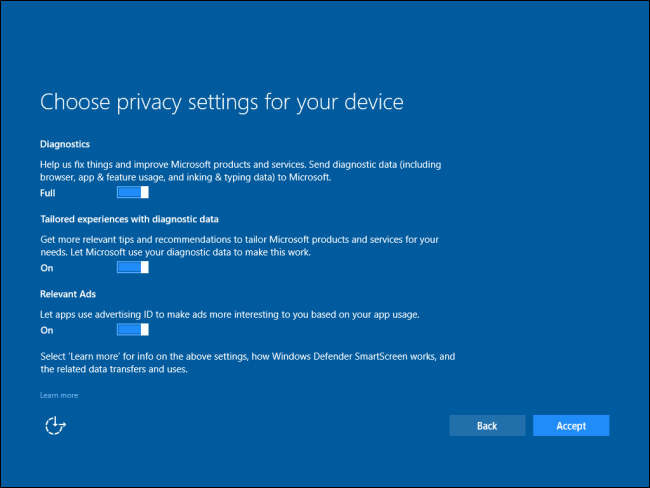 Choose privacy settings for your device
Diagnostics
Help us fix things and improve Microsoft products and services. Send diagnostic data (including
browser, app & feature usage, and inking & typing data) to Microsoft.
Full
Tailored experiences with diagnostic data
Get more relevant tips and recommendations to tailor Microsoft products and services for your
needs. Let Microsoft use your diagnostic data to make this work.
On
Relevant Ads
Let apps use advertising ID to make ads more interesting to you based on your app usage.
On
Select 'Learn more' for info on the above settings, how Windows Defender SmartScreen works, and
the related data transfers and uses.
Learn more
Back Accept